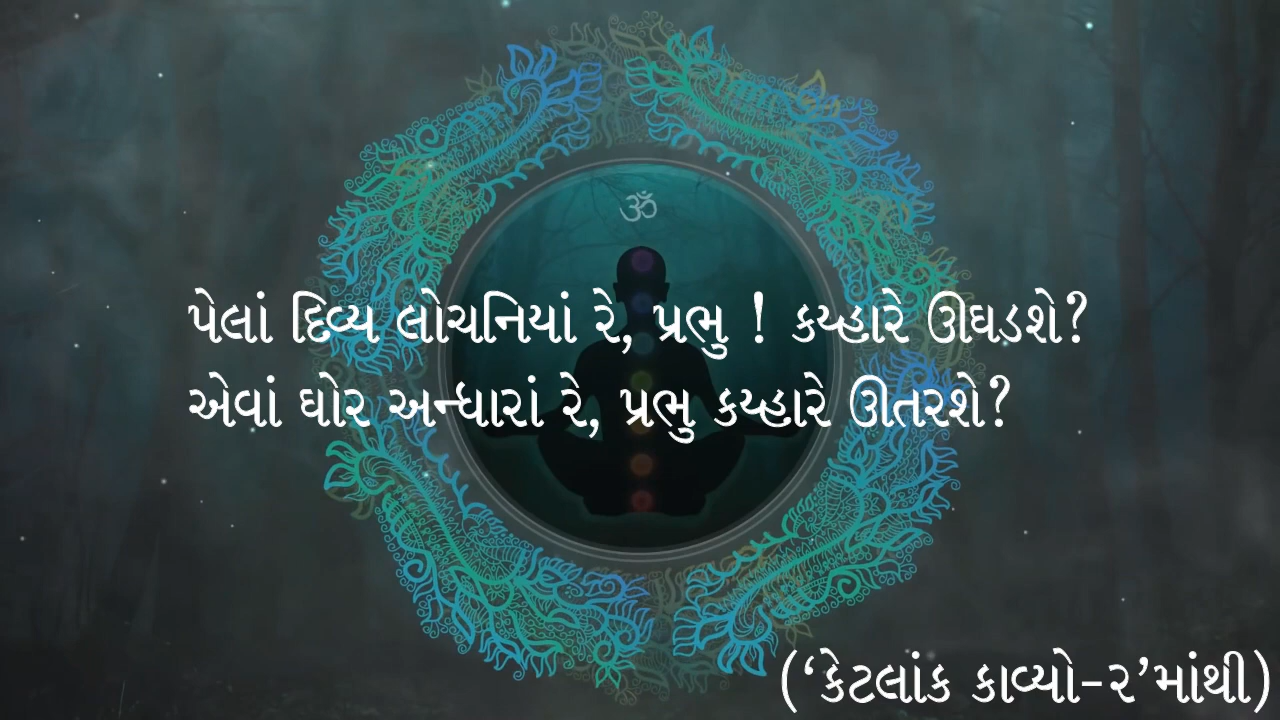 ॐ
પેલાં દિવ્ય લોચનિયાં રે, પ્રભુ ! કય્હારે ઊઘડશે?
એવાં ઘોર અન્ધારાં રે, પ્રભુ કય્હારે ઊતરશે?
(‘કેટલાંક કાવ્યો-૨’માંથી)